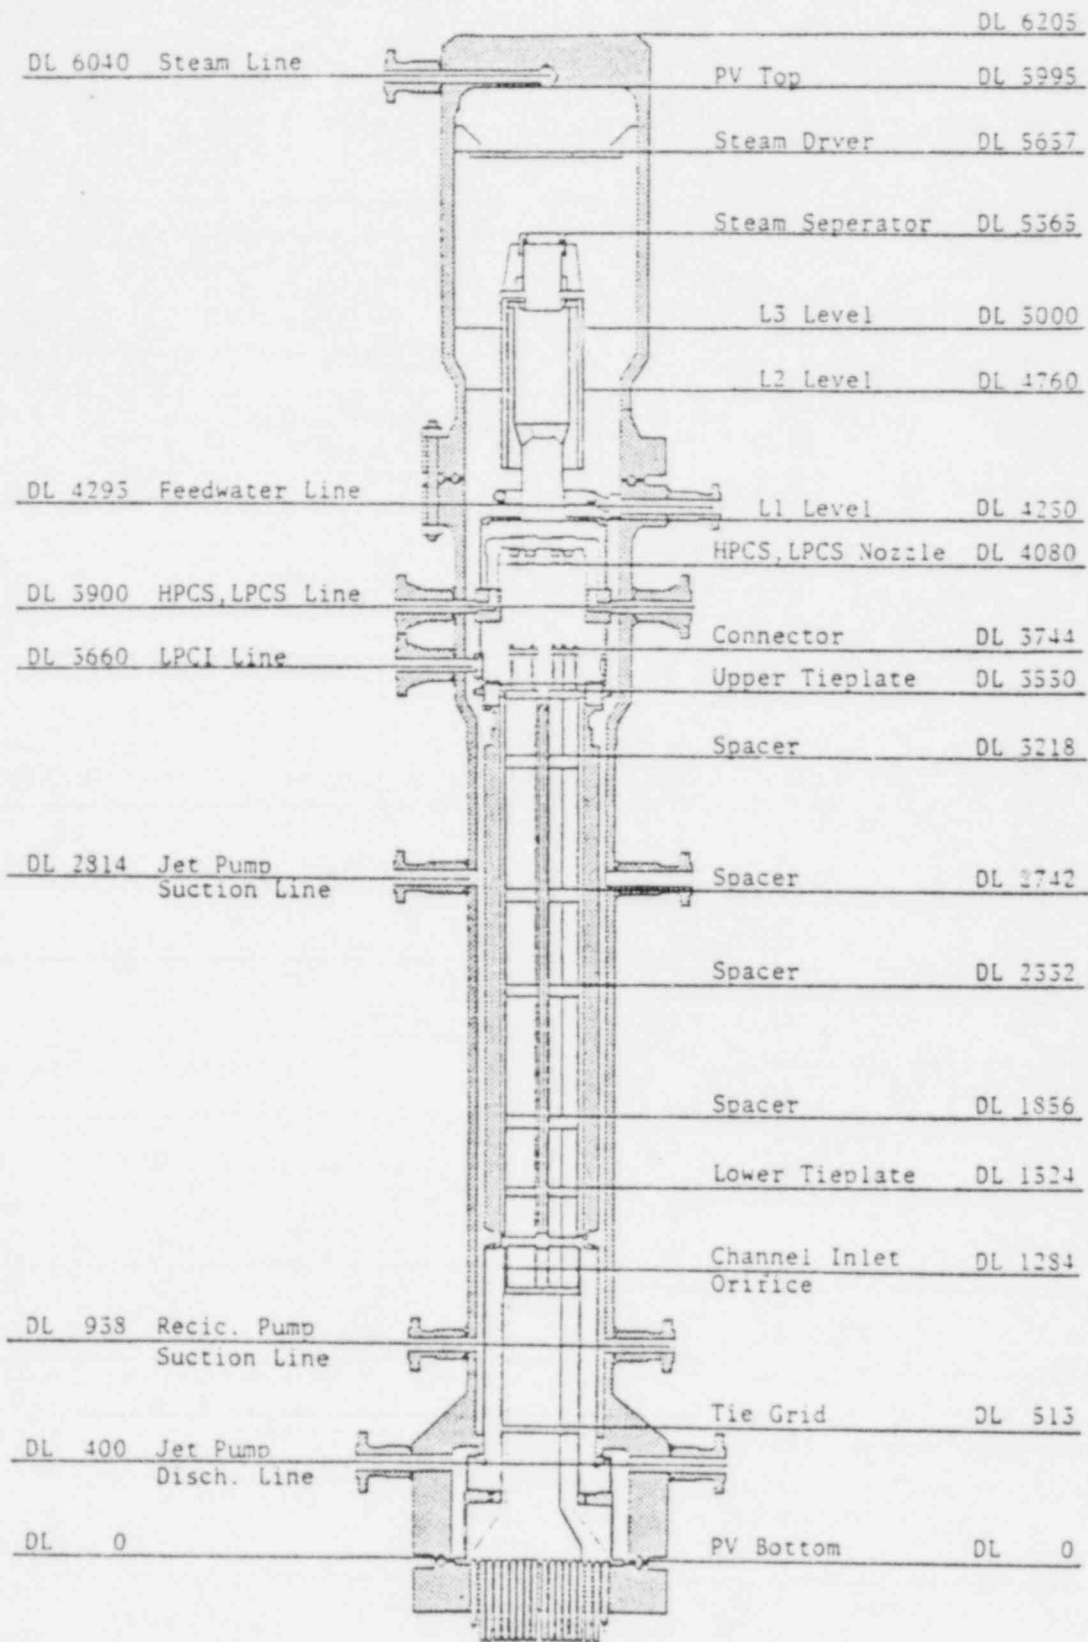 DL 6205
DL 6040 Steam Line
PV Top DL 5995
Steam Dryer DL 5657
Steam Seperator DL 5365
L3 Level DL 5000
L2 Level DL 4760
DL 4295 Feedwater Line
L1 Level DL 4250
HPCS,LPCS Nozzle DL 4080
DL 3900 HPCS,LPCS Line
Connector DL 3744
DL 3660 LPCI Line
Upper Tieplate DL 3530
Spacer DL 3218
DL 2814 Jet Pump
Suction Line
Spacer DL 2742
Spacer DL 2332
Spacer DL 1856
Lower Tieplate DL 1524
Channel Inlet DL 1284
Orifice
DL 938 Recic. Pump
Suction Line
Tie Grid DL 515
DL 400 Jet Pump
Disch. Line
DL 0
PV Bottom DL 0